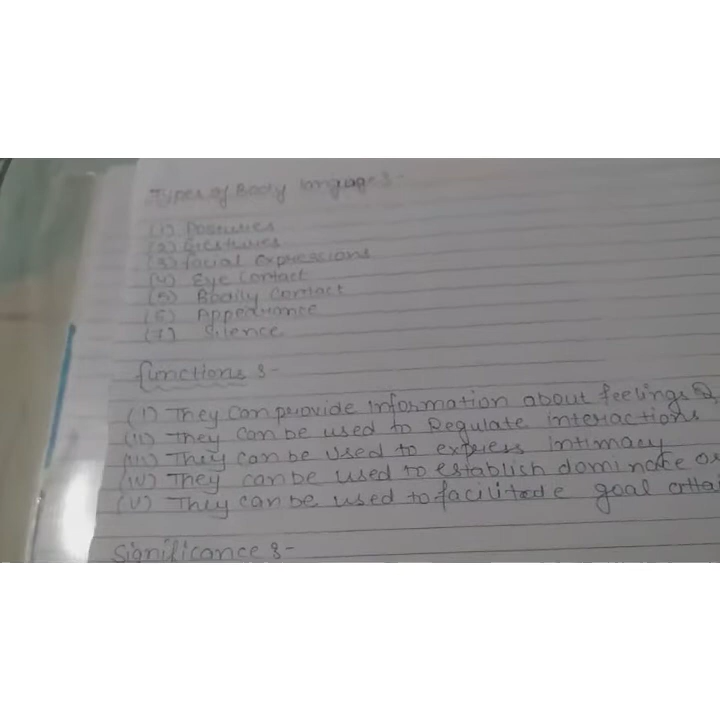 Types of Body language :-
(1) Postures
(2) Gestures
(3) facial Expressions
(4) Eye Contact
(5) Bodily Contact
(6) Appearance
(7) Silence
functions :-
(I) They can provide information about feelings &
(II) They can be used to Regulate interactions
(III) They can be used to express intimacy
(IV) They can be used to establish dominate or
(V) They can be used to facilitate goal attai
Significance :-